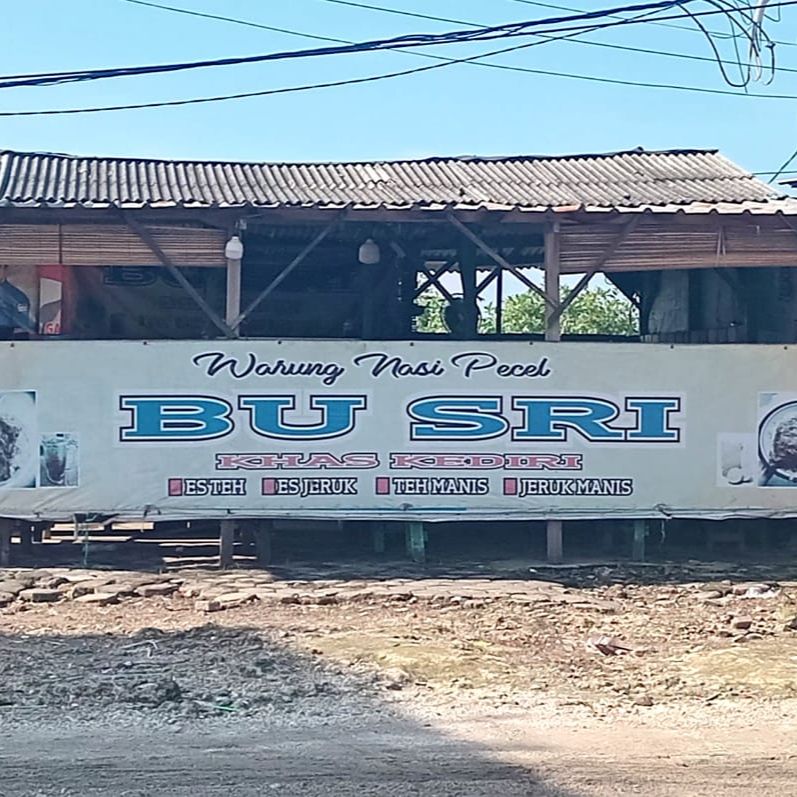 Warung Nasi Pecel
BU SRI
KHAS KEDIRI
ES TEH ES JERUK TEH MANIS JERUK MANIS